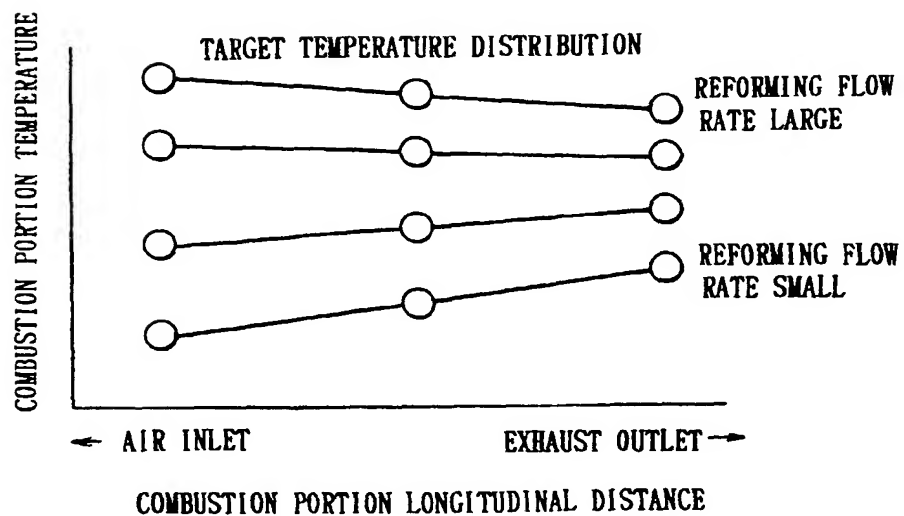 TARGET TEMPERATURE DISTRIBUTION
COMBUSTION PORTION TEMPERATURE
REFORMING FLOW
RATE LARGE
REFORMING FLOW
RATE SMALL
← AIR INLET
EXHAUST OUTLET →
COMBUSTION PORTION LONGITUDINAL DISTANCE